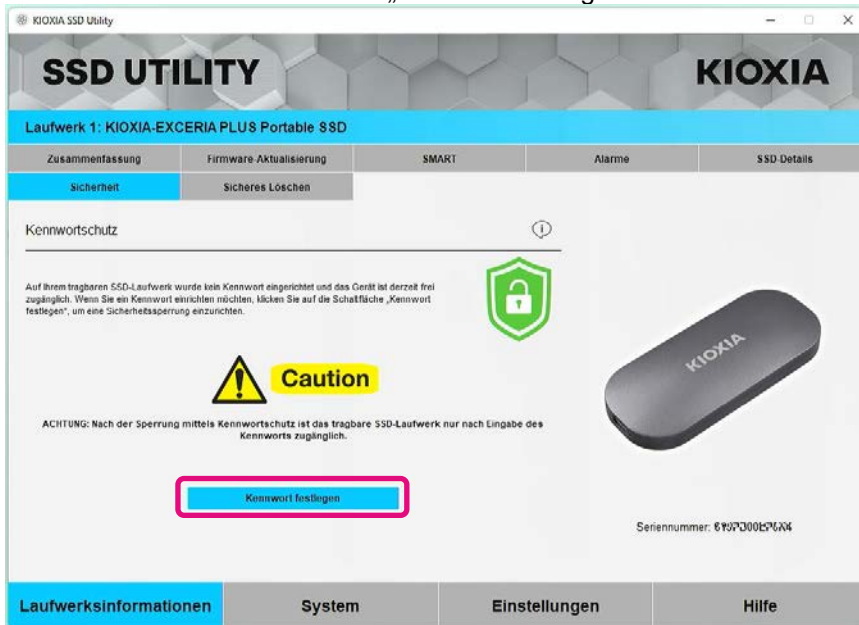 KIOXIA SSD Utility
SSD UTILITY
KIOXIA
Laufwerk 1: KIOXIA-EXCERIA PLUS Portable SSD
Zusammenfassung Firmware-Aktualisierung SMART Alarme SSD-Details
Sicherheit Sicheres Löschen
Kennwortschutz
Auf Ihrem tragbaren SSD-Laufwerk wurde kein Kennwort eingerichtet und das Gerät ist derzeit frei
zugänglich. Wenn Sie ein Kennwort einrichten möchten, klicken Sie auf die Schaltfläche „Kennwort
festlegen“, um eine Sicherheitssperrung einzurichten.
Caution
ACHTUNG: Nach der Sperrung mittels Kennwortschutz ist das tragbare SSD-Laufwerk nur nach Eingabe des
Kennworts zugänglich.
Kennwort festlegen
KIOXIA
Seriennummer:
Laufwerksinformationen System Einstellungen Hilfe